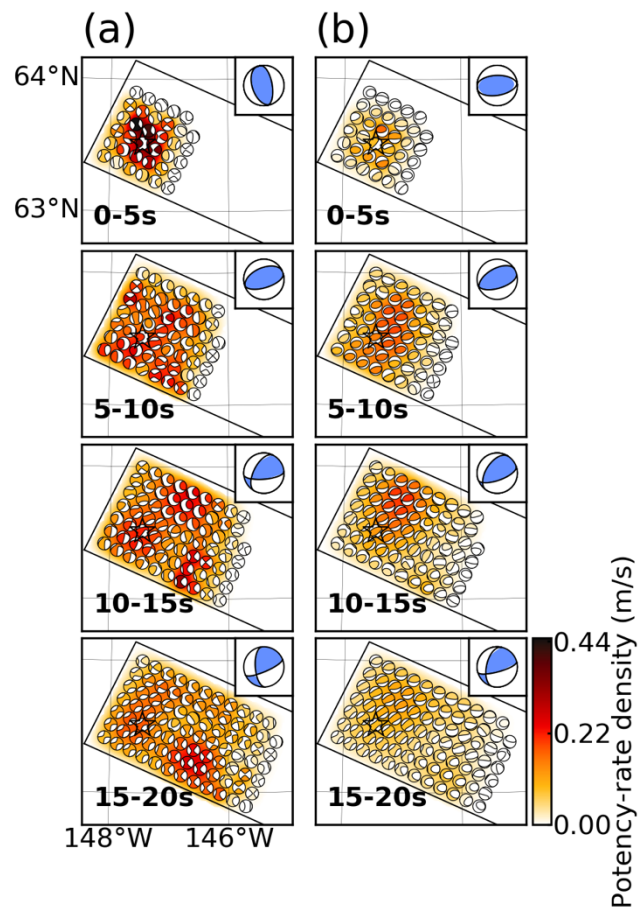 (a) (b)
64°N
63°N
0-5s 0-5s
5-10s 5-10s
10-15s 10-15s
15-20s 15-20s
148°W 146°W
0.44
0.22
0.00
Potency-rate density (m/s)